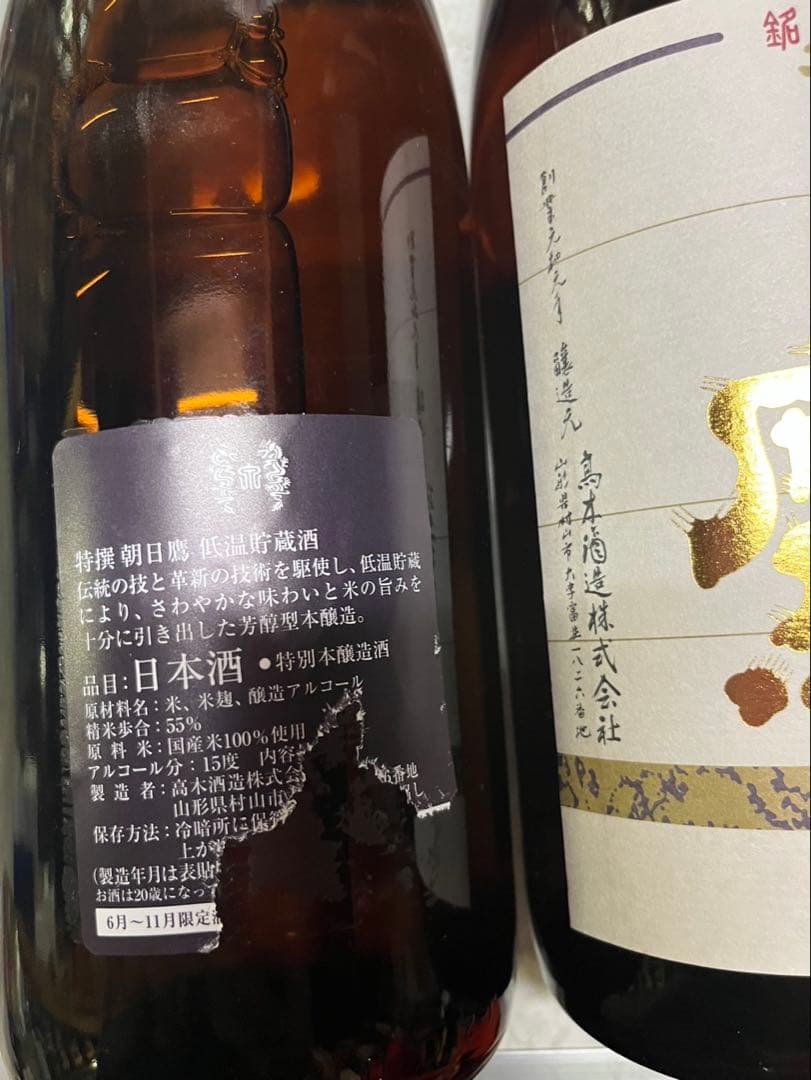 特撰 朝日鷹 低温貯蔵酒
伝統の技と革新の技術を駆使し、低温貯蔵
により、さわやかな味わいと米の旨みを
十分に引き出した芳醇型本醸造。
品目：日本酒 ●特別本醸造酒
原材料名：米、米麹、醸造アルコール
精米歩合：55%
原料米：国産米100%使用
アルコール分：15度 内容
製造者：高木酒造株式会
山形県村山市
番地
保存方法：冷暗所に保
し
上が
(製造年月は表貼
お酒は20歳になっ
6月〜11月限定
銘
創業元和元年 醸造元
高木酒造株式会社
山形県村山市大字富並一八二六番地
鷹